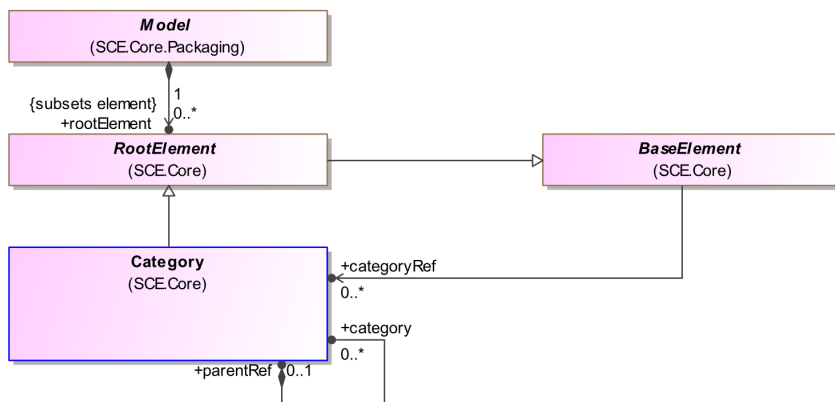 Model
(SCE.Core.Packaging)
1
{subsets element}
0..*
+rootElement
RootElement
(SCE.Core)
BaseElement
(SCE.Core)
Category
(SCE.Core)
+categoryRef
0..*
+category
0..*
+parentRef
0..1